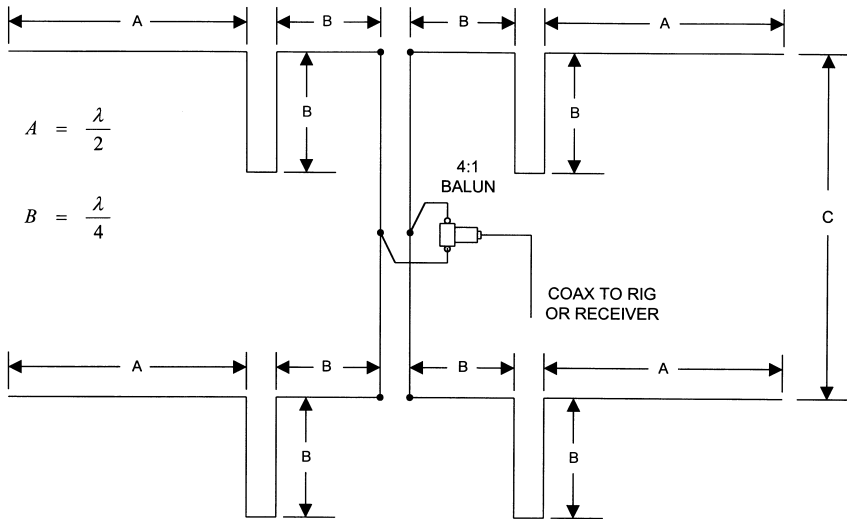 A B B A
B B
A = λ/2
4:1
BALUN
B = λ/4
C
COAX TO RIG
OR RECEIVER
A B B A
B B